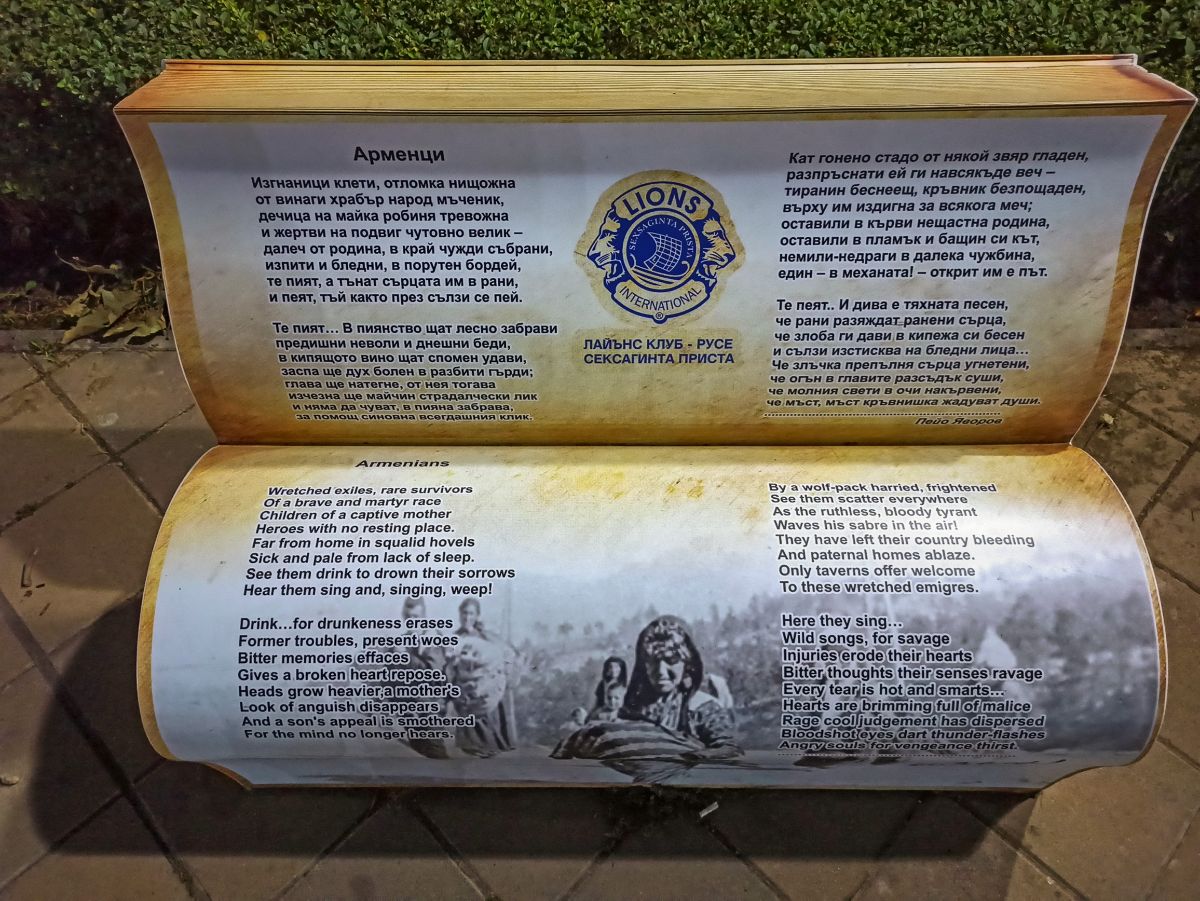 Арменци
Изгнаници клети, отломка нищожна
от винаги храбър народ мъченик,
дечица на майка робиня тревожна
и жертви на подвиг чутовно велик –
далеч от родина, в край чужди събрани,
изпити и бледни, в порутен бордей,
те пият, а тънат сърцата им в рани,
и пеят, тъй както през сълзи се пей.
Те пият... В пиянство щат лесно забрави
предишни неволи и днешни беди,
в кипящото вино щат спомен удави,
заспа ще дух болен в разбити гърди;
глава ще натегне, от нея тогава
изчезна ще майчин страдалчески лик
и няма да чуват, в пияна забрава,
за помощ синовна всегдашния клик.
LIONS
SEXSAGINTA PRISTA
INTERNATIONAL
®
ЛАЙЪНС КЛУБ - РУСЕ
СЕКСАГИНТА ПРИСТА
Кат гонено стадо от някой звяр гладен,
разпръснати ей ги навсякъде веч –
тиранин беснеещ, кръвник безпощаден,
върху им издигна за всякога меч;
оставили в кърви нещастна родина,
оставили в пламък и бащин си кът,
немили-недраги в далека чужбина,
един – в механата! – открит им е път.
Те пеят.. И дива е тяхната песен,
че рани разяждат ранени сърца,
че злоба ги дави в кипежа си бесен
и сълзи изстисква на бледни лица...
Че злъчка препълня сърца угнетени,
че огън в главите разсъдък суши,
че молния свети в очи накървени,
че мъст, мъст кръвнишка жадуват души.
Пейо Яворов
Armenians
Wretched exiles, rare survivors
Of a brave and martyr race
Children of a captive mother
Heroes with no resting place.
Far from home in squalid hovels
Sick and pale from lack of sleep.
See them drink to drown their sorrows
Hear them sing and, singing, weep!
Drink...for drunkeness erases
Former troubles, present woes
Bitter memories effaces
Gives a broken heart repose.
Heads grow heavier,a mother's
Look of anguish disappears
And a son's appeal is smothered
For the mind no longer hears.
By a wolf-pack harried, frightened
See them scatter everywhere
As the ruthless, bloody tyrant
Waves his sabre in the air!
They have left their country bleeding
And paternal homes ablaze.
Only taverns offer welcome
To these wretched emigres.
Here they sing...
Wild songs, for savage
Injuries erode their hearts
Bitter thoughts their senses ravage
Every tear is hot and smarts...
Hearts are brimming full of malice
Rage cool judgement has dispersed
Bloodshot eyes dart thunder-flashes
Angry souls for vengeance thirst.